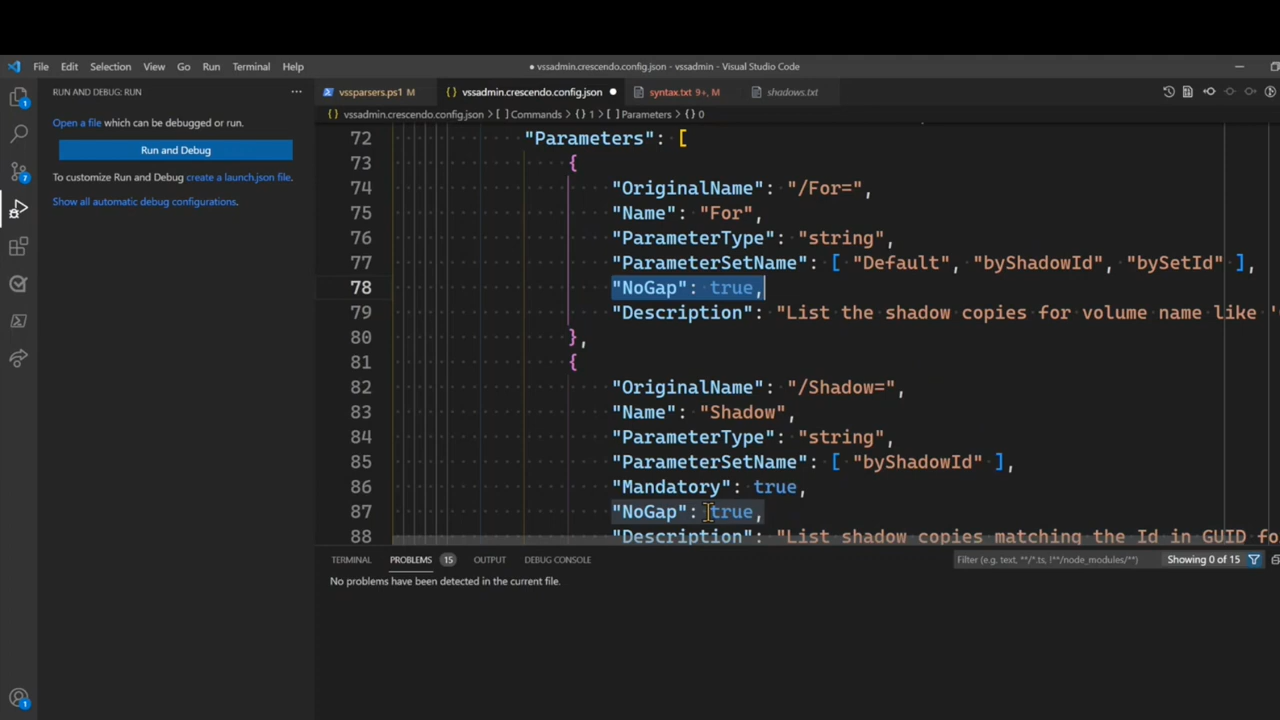 File Edit Selection View Go Run Terminal Help
● vssadmin.crescendo.config.json - vssadmin - Visual Studio Code
RUN AND DEBUG: RUN ...
Open a file which can be debugged or run.
Run and Debug
To customize Run and Debug create a launch.json file.
Show all automatic debug configurations.
1
7
1
vssparsers.ps1 M
vssadmin.crescendo.config.json ●
syntax.txt 9+, M
shadows.txt
vssadmin.crescendo.config.json > [ ] Commands > {} 1 > [ ] Parameters > {} 0
72 "Parameters": [
73 {
74 "OriginalName": "/For=",
75 "Name": "For",
76 "ParameterType": "string",
77 "ParameterSetName": [ "Default", "byShadowId", "bySetId" ],
78 "NoGap": true,
79 "Description": "List the shadow copies for volume name like '
80 },
81 {
82 "OriginalName": "/Shadow=",
83 "Name": "Shadow",
84 "ParameterType": "string",
85 "ParameterSetName": [ "byShadowId" ],
86 "Mandatory": true,
87 "NoGap": true,
88 "Description": "List shadow copies matching the Id in GUID fo
TERMINAL PROBLEMS 15 OUTPUT DEBUG CONSOLE
Filter (e.g. text, **/*.ts, !**/node_modules/**)
Showing 0 of 15
No problems have been detected in the current file.